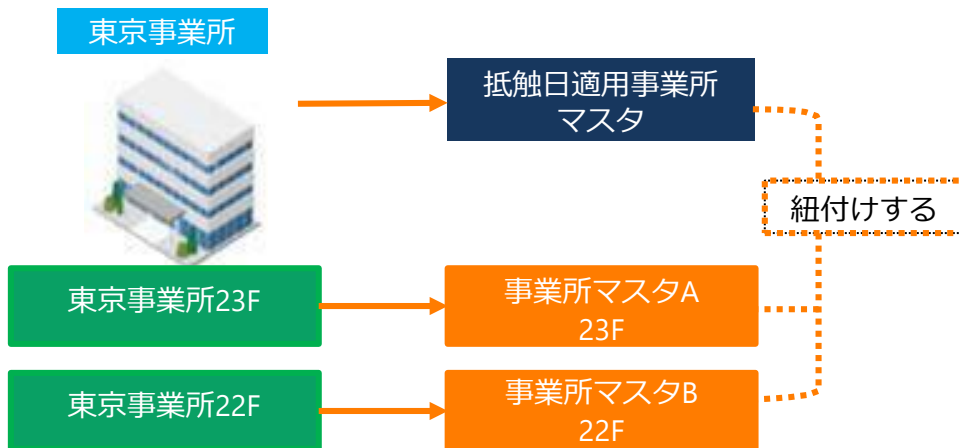 東京事業所
抵触日適用事業所
マスタ
紐付けする
東京事業所23F
事業所マスタA
23F
東京事業所22F
事業所マスタB
22F